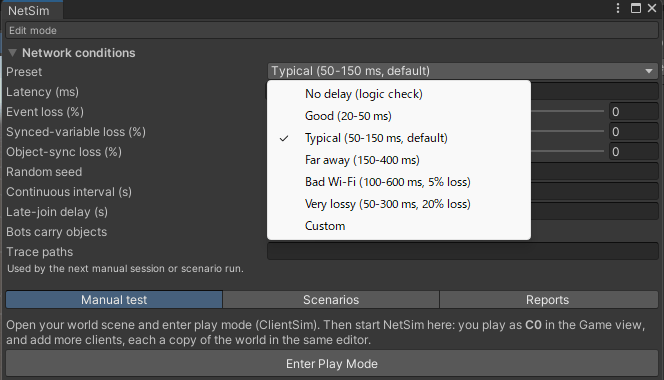 NetSim
Edit mode
Network conditions
Preset
Typical (50-150 ms, default)
Latency (ms)
No delay (logic check)
Event loss (%)
Good (20-50 ms)
0
Synced-variable loss (%)
Typical (50-150 ms, default)
0
Object-sync loss (%)
Far away (150-400 ms)
0
Random seed
Bad Wi-Fi (100-600 ms, 5% loss)
Continuous interval (s)
Very lossy (50-300 ms, 20% loss)
Late-join delay (s)
Custom
Bots carry objects
Trace paths
Used by the next manual session or scenario run.
Manual test
Scenarios
Reports
Open your world scene and enter play mode (ClientSim). Then start NetSim here: you play as C0 in the Game view,
and add more clients, each a copy of the world in the same editor.
Enter Play Mode